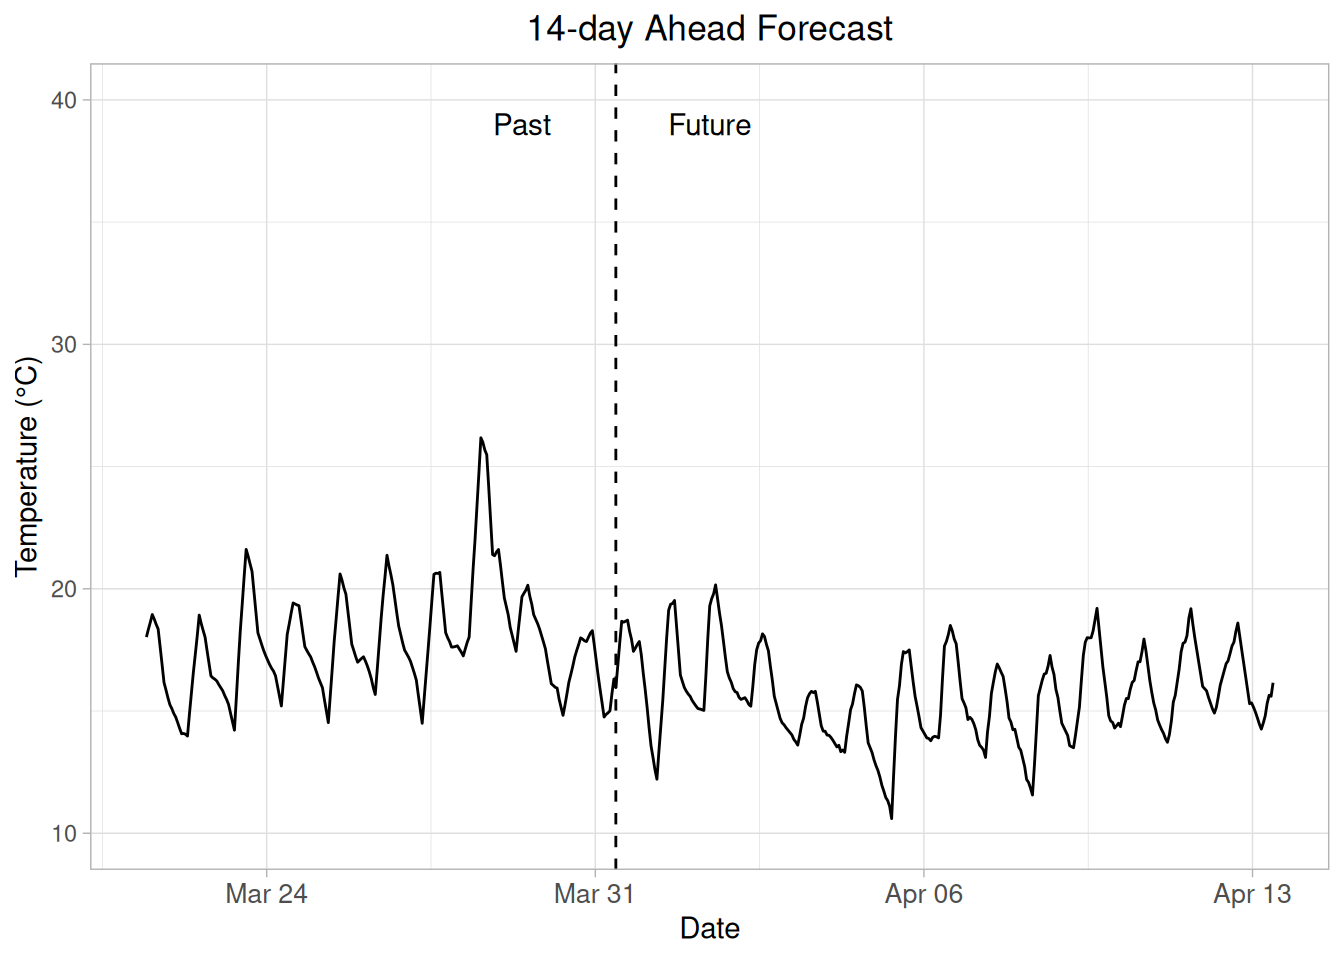 14-day Ahead Forecast
Past
Future
40
30
20
10
Temperature (°C)
Mar 24
Mar 31
Apr 06
Apr 13
Date